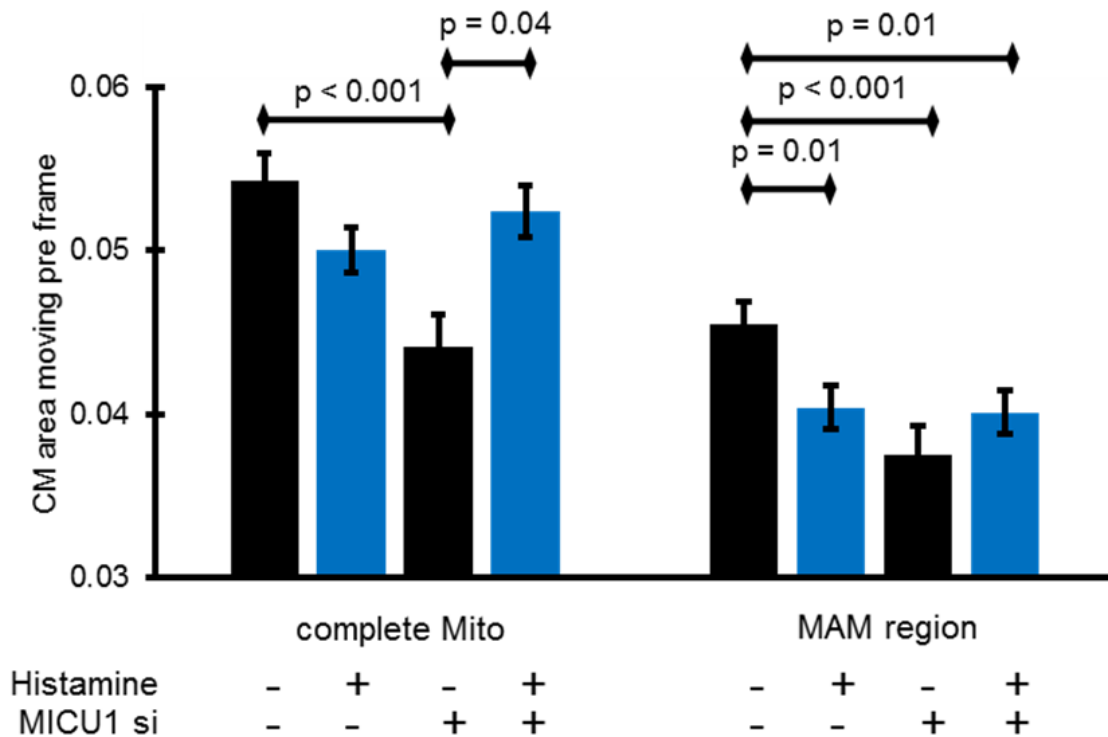 p = 0.04
p = 0.01
p < 0.001
p < 0.001
p = 0.01
CM area moving pre frame
0.06
0.05
0.04
0.03
complete Mito
MAM region
Histamine - + - + - + - +
MICU1 si - - + + - - + +